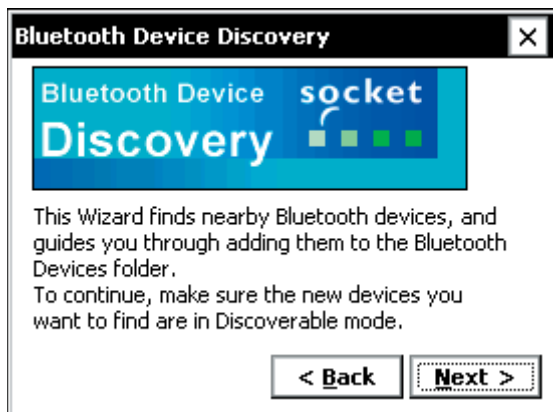 Bluetooth Device Discovery
Bluetooth Device
socket
Discovery
This Wizard finds nearby Bluetooth devices, and
guides you through adding them to the Bluetooth
Devices folder.
To continue, make sure the new devices you
want to find are in Discoverable mode.
< Back
Next >